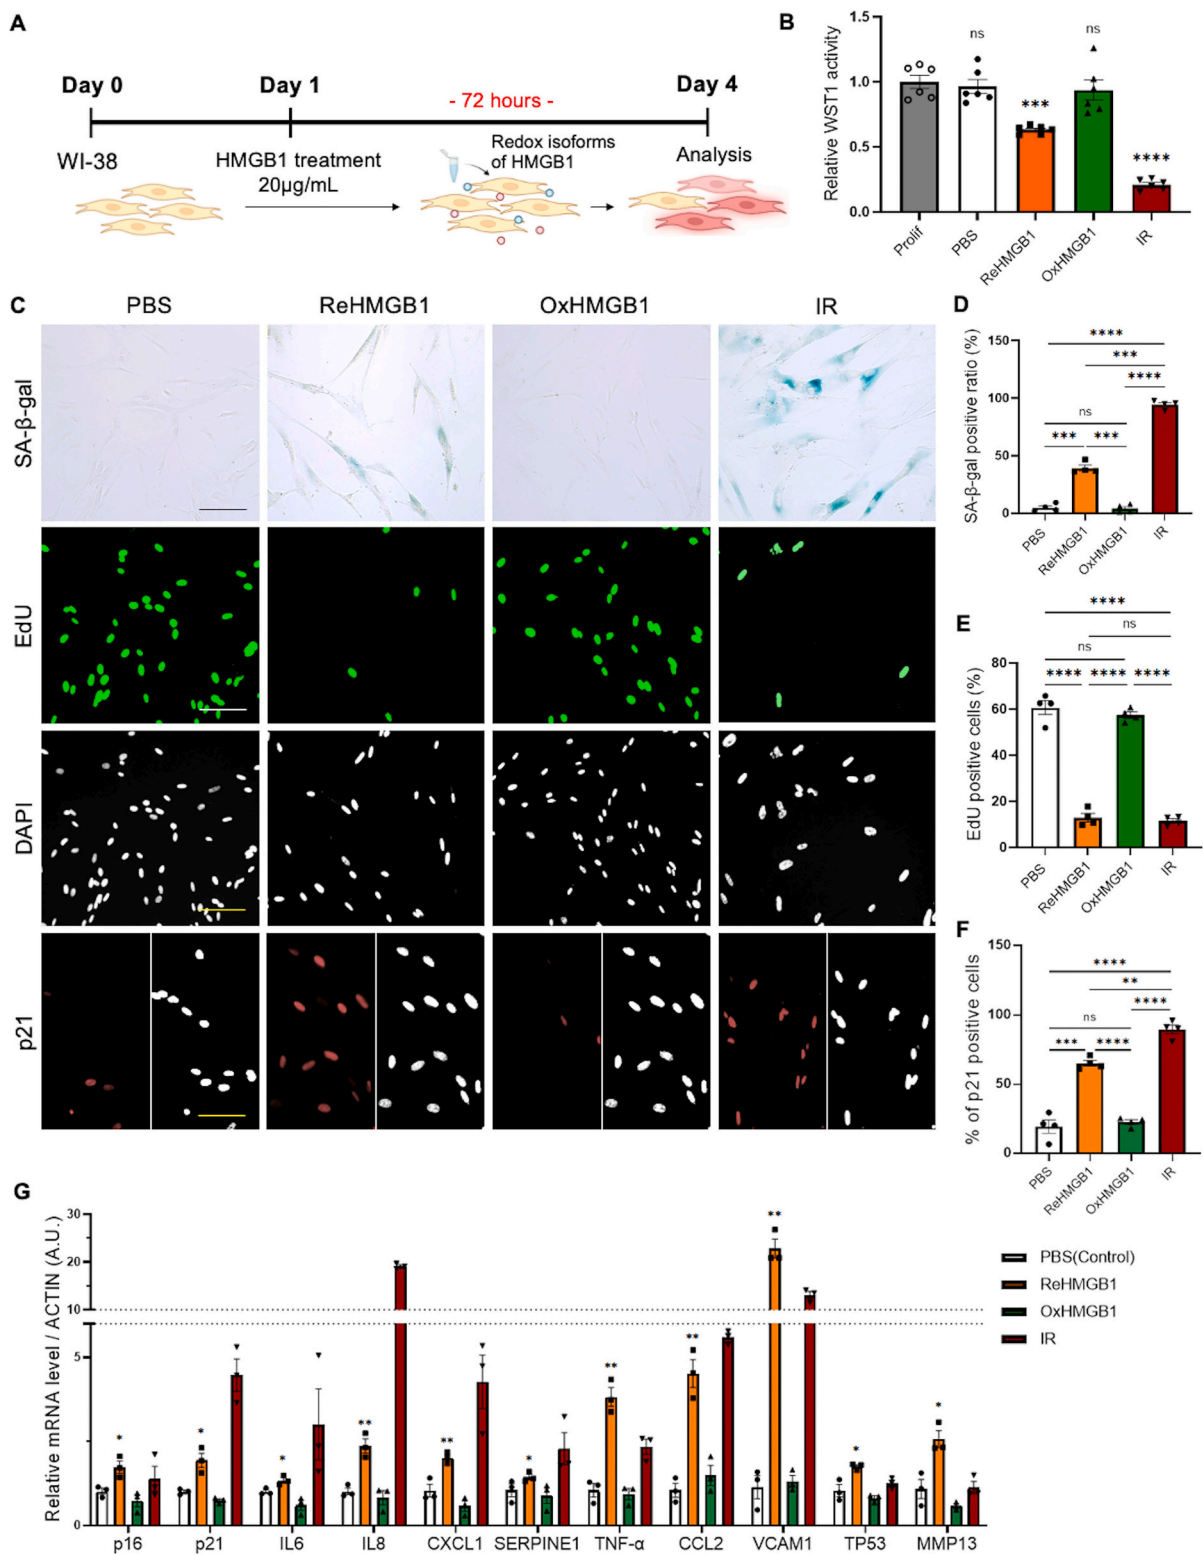 A
Day 0
Day 1
- 72 hours -
Day 4
WI-38
HMGB1 treatment
20µg/mL
Redox isoforms
of HMGB1
Analysis
B
Relative WST1 activity
1.5
1.0
0.5
0.0
ns
***
ns
****
Prolif
PBS
ReHMGB1
OxHMGB1
IR
C
PBS
ReHMGB1
OxHMGB1
IR
SA-β-gal
EdU
DAPI
p21
D
SA-β-gal positive ratio (%)
150
100
50
0
****
***
****
ns
***
***
PBS
ReHMGB1
OxHMGB1
IR
E
EdU positive cells (%)
80
60
40
20
0
****
ns
ns
****
****
****
PBS
ReHMGB1
OxHMGB1
IR
F
% of p21 positive cells
150
100
50
0
****
**
****
ns
***
****
PBS
ReHMGB1
OxHMGB1
IR
G
Relative mRNA level / ACTIN (A.U.)
30
20
10
5
0
*
*
*
**
**
*
**
**
**
*
*
p16
p21
IL6
IL8
CXCL1
SERPINE1
TNF-α
CCL2
VCAM1
TP53
MMP13
PBS(Control)
ReHMGB1
OxHMGB1
IR